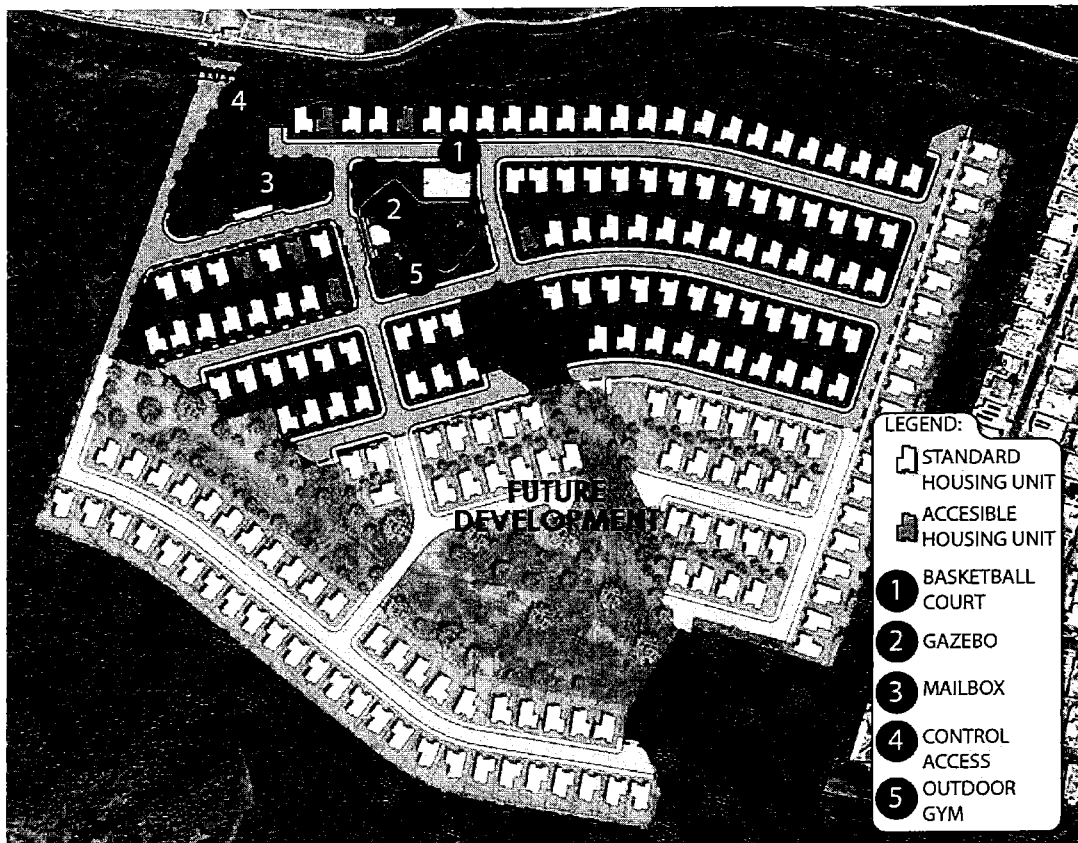 4
1
3
2
5
FUTURE
DEVELOPMENT
LEGEND:
STANDARD
HOUSING UNIT
ACCESIBLE
HOUSING UNIT
1 BASKETBALL
COURT
2 GAZEBO
3 MAILBOX
4 CONTROL
ACCESS
5 OUTDOOR
GYM